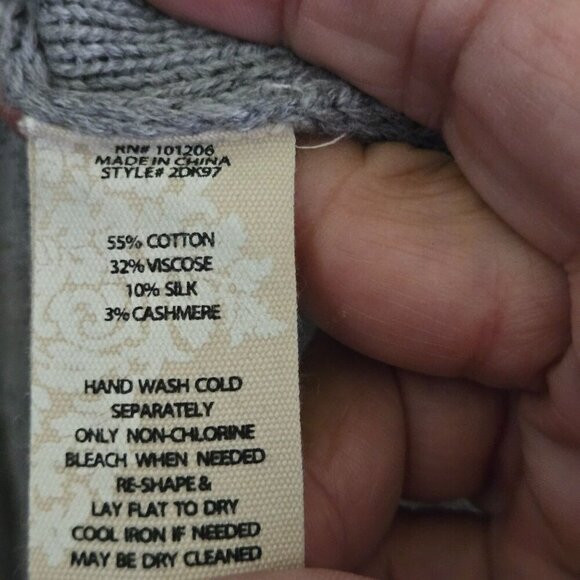 RN# 101206
MADE IN CHINA
STYLE# 2DK97
55% COTTON
32% VISCOSE
10% SILK
3% CASHMERE
HAND WASH COLD
SEPARATELY
ONLY NON-CHLORINE
BLEACH WHEN NEEDED
RE-SHAPE &
LAY FLAT TO DRY
COOL IRON IF NEEDED
MAY BE DRY CLEANED